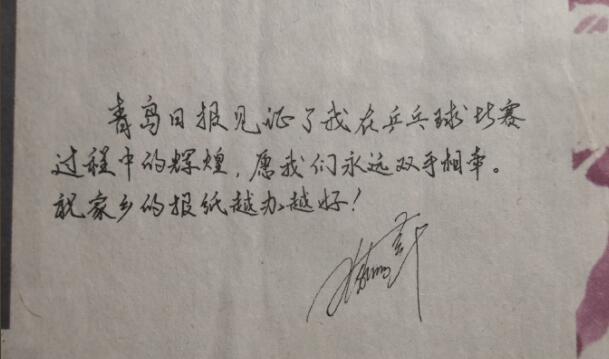 青岛日报见证了我在乒乓球比赛
过程中的辉煌，愿我们永远双手相牵。
祝家乡的报纸越办越好！